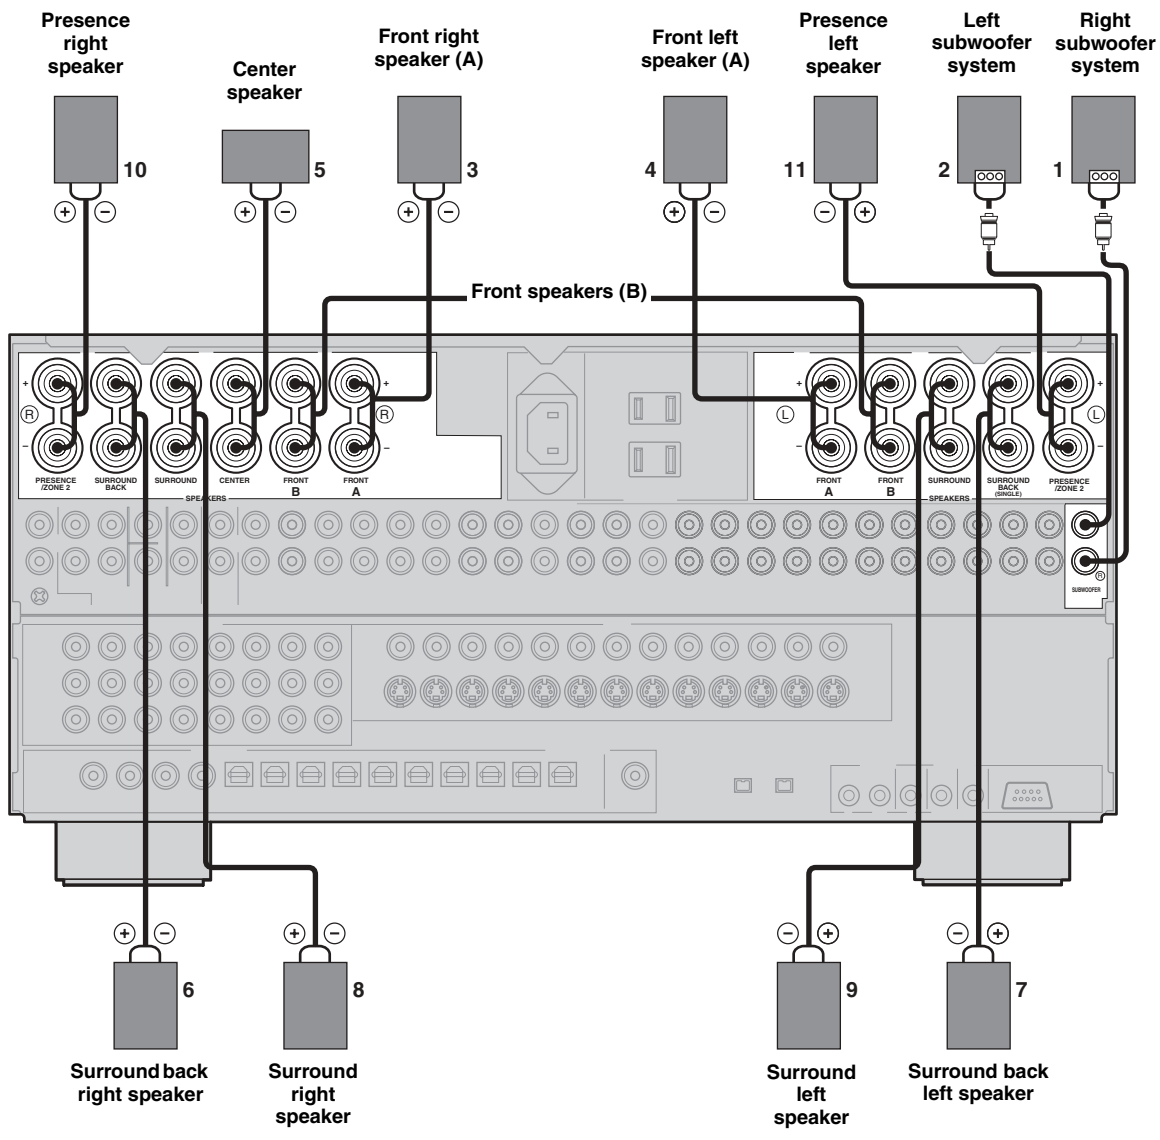 Presence
right
speaker
Center
speaker
Front right
speaker (A)
Front left
speaker (A)
Presence
left
speaker
Left
subwoofer
system
Right
subwoofer
system
10
5
3
4
11
2
1
+ −
+ −
+ −
+ −
− +
Front speakers (B)
+
R
−
+
R
−
+
L
−
+
L
−
PRESENCE
/ZONE 2
SURROUND
BACK
SURROUND
CENTER
FRONT
B
FRONT
A
SPEAKERS
FRONT
A
FRONT
B
SURROUND
SURROUND
BACK
(SINGLE)
PRESENCE
/ZONE 2
SPEAKERS
R
SUBWOOFER
+ −
+ −
− +
− +
6
8
9
7
Surround back
right speaker
Surround
right
speaker
Surround
left
speaker
Surround back
left speaker